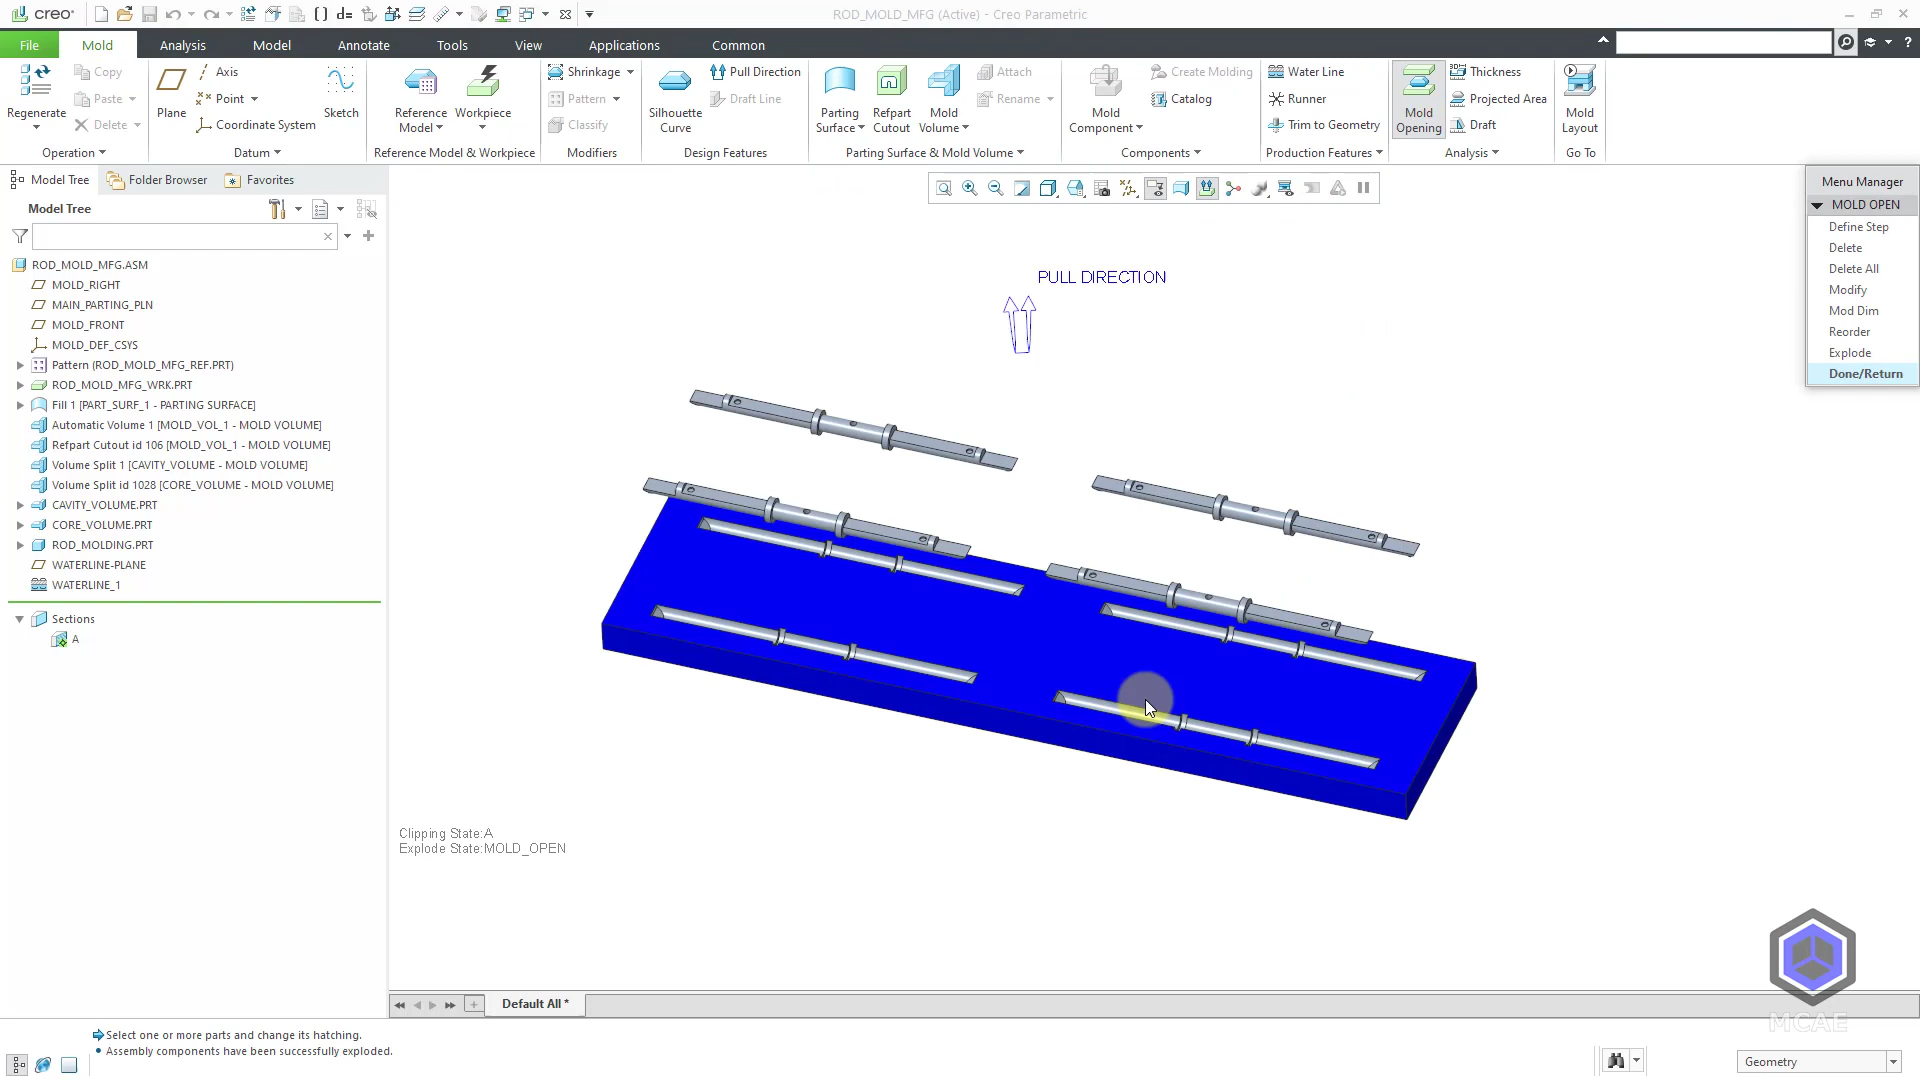 creo
ROD_MOLD_MFG (Active) - Creo Parametric
File
Mold
Analysis
Model
Annotate
Tools
View
Applications
Common
Regenerate
Copy
Paste
Delete
Operation
Plane
Axis
Point
Coordinate System
Sketch
Datum
Reference Model
Workpiece
Reference Model & Workpiece
Shrinkage
Pattern
Classify
Modifiers
Silhouette Curve
Pull Direction
Draft Line
Design Features
Parting Surface
Refpart Cutout
Mold Volume
Parting Surface & Mold Volume
Attach
Rename
Mold Component
Create Molding
Catalog
Components
Water Line
Runner
Trim to Geometry
Production Features
Mold Opening
Thickness
Projected Area
Draft
Analysis
Mold Layout
Go To
Model Tree
Folder Browser
Favorites
Model Tree
ROD_MOLD_MFG.ASM
MOLD_RIGHT
MAIN_PARTING_PLN
MOLD_FRONT
MOLD_DEF_CSYS
Pattern (ROD_MOLD_MFG_REF.PRT)
ROD_MOLD_MFG_WRK.PRT
Fill 1 [PART_SURF_1 - PARTING SURFACE]
Automatic Volume 1 [MOLD_VOL_1 - MOLD VOLUME]
Refpart Cutout id 106 [MOLD_VOL_1 - MOLD VOLUME]
Volume Split 1 [CAVITY_VOLUME - MOLD VOLUME]
Volume Split id 1028 [CORE_VOLUME - MOLD VOLUME]
CAVITY_VOLUME.PRT
CORE_VOLUME.PRT
ROD_MOLDING.PRT
WATERLINE-PLANE
WATERLINE_1
Sections
A
PULL DIRECTION
Clipping State:A
Explode State:MOLD_OPEN
Menu Manager
MOLD OPEN
Define Step
Delete
Delete All
Modify
Mod Dim
Reorder
Explode
Done/Return
MCAE
Default All *
Select one or more parts and change its hatching.
Assembly components have been successfully exploded.
Geometry